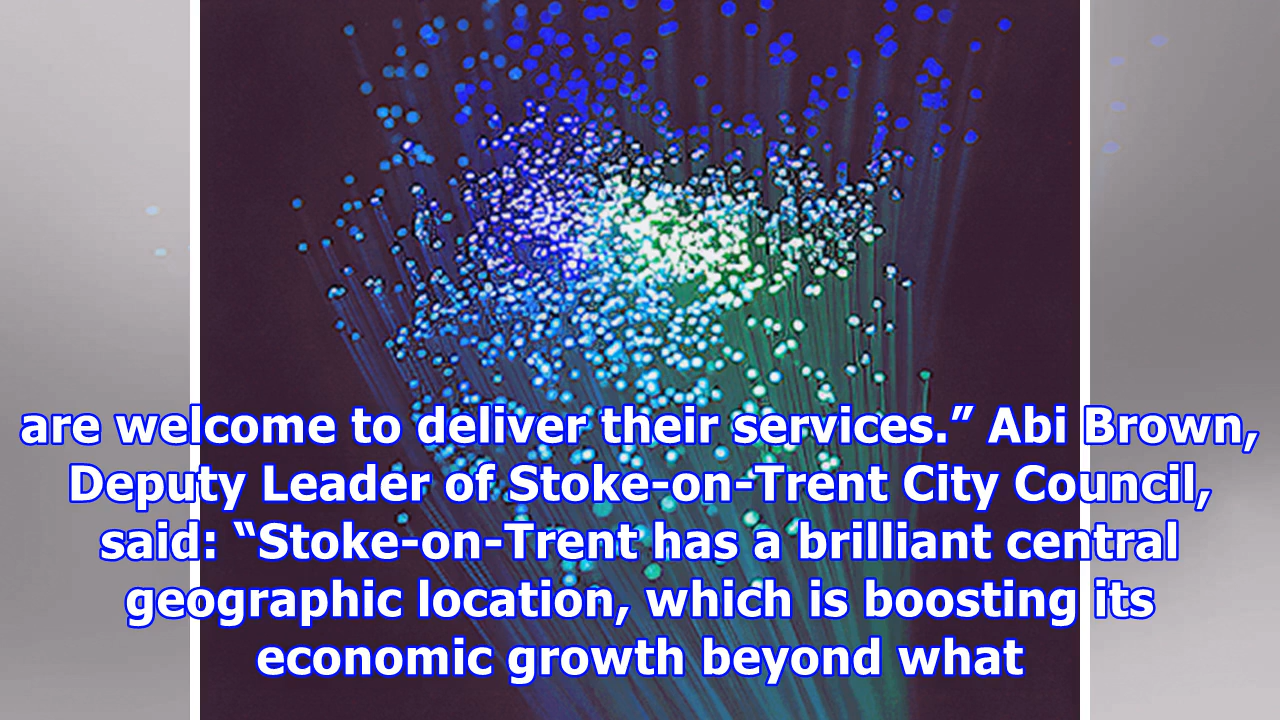 are welcome to deliver their services.” Abi Brown,
Deputy Leader of Stoke-on-Trent City Council,
said: “Stoke-on-Trent has a brilliant central
geographic location, which is boosting its
economic growth beyond what